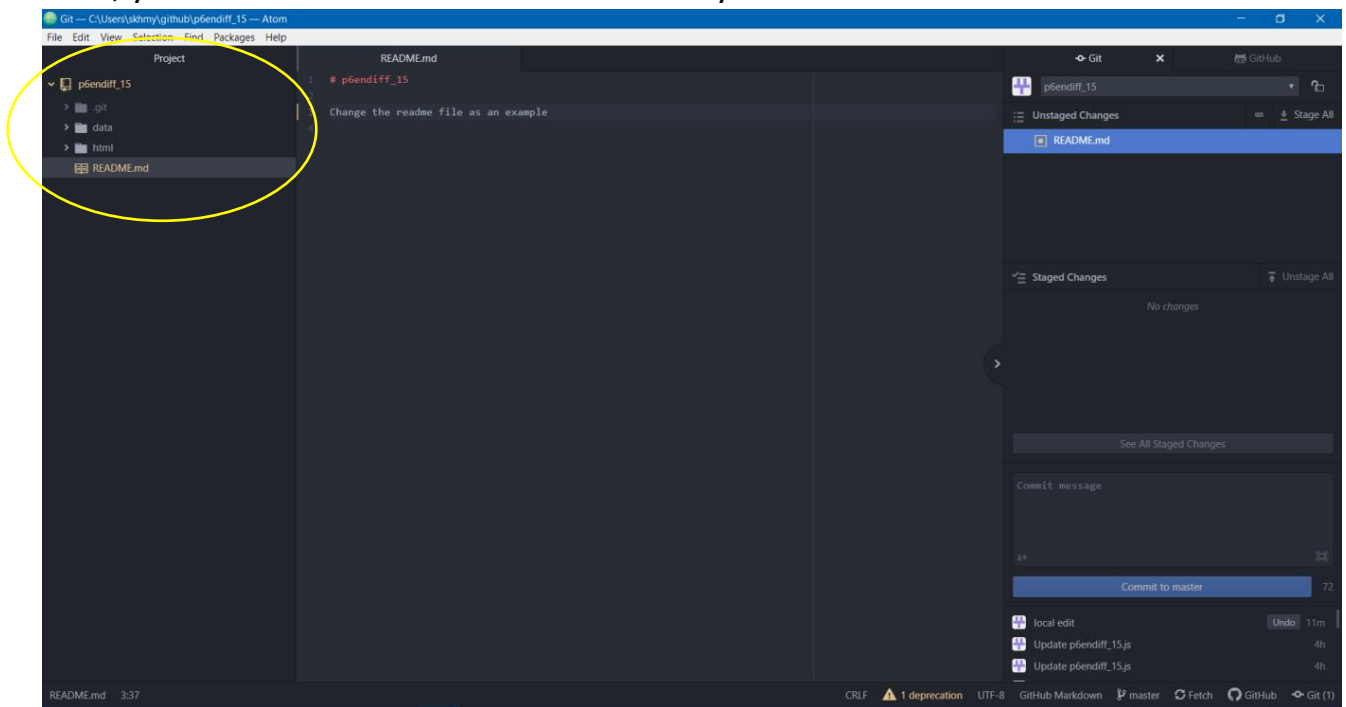 Git — C:\Users\skhmy\github\p6endiff_15 — Atom
File Edit View Selection Find Packages Help
Project
p6endiff_15
.git
data
html
README.md
README.md
1 # p6endiff_15
Change the readme file as an example
Git
GitHub
p6endiff_15
Unstaged Changes
Stage All
README.md
Staged Changes
Unstage All
No changes
See All Staged Changes
Commit message
Commit to master 72
local edit Undo 11m
Update p6endiff_15.js 4h
Update p6endiff_15.js 4h
README.md 3:37 CRLF 1 deprecation UTF-8 GitHub Markdown master Fetch GitHub Git (1)